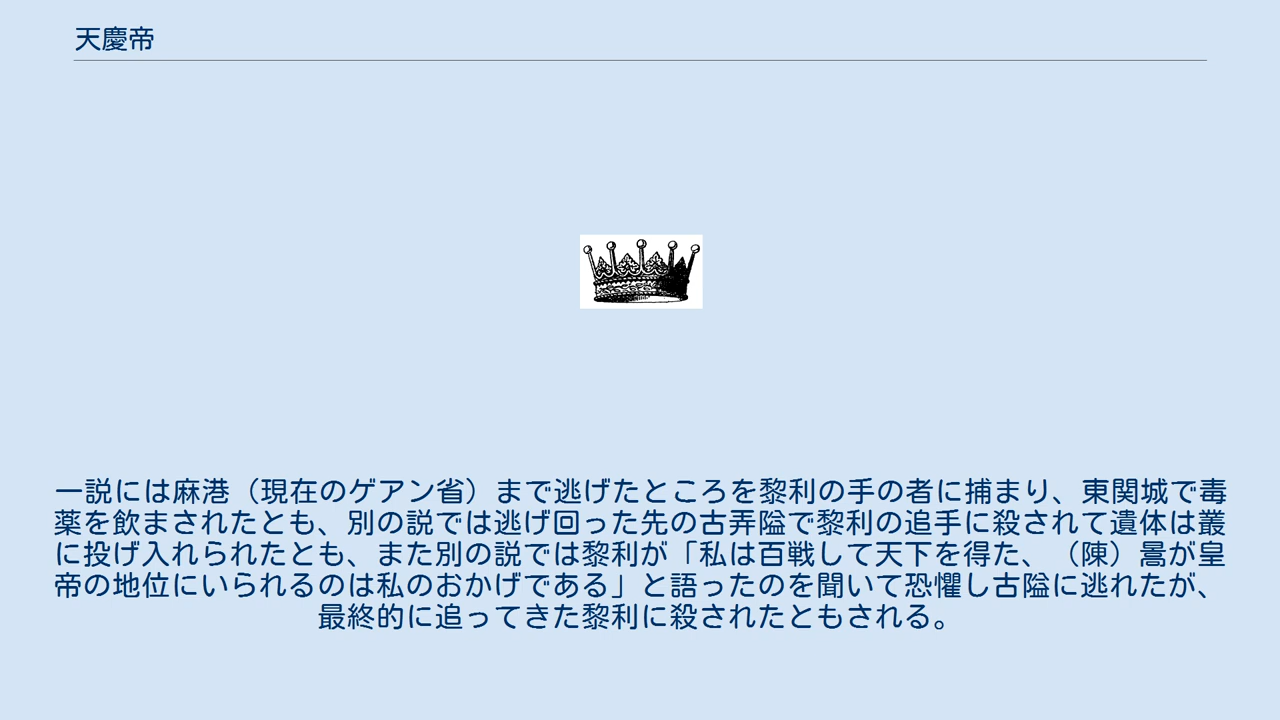 天慶帝
一説には麻港（現在のゲアン省）まで逃げたところを黎利の手の者に捕まり、東関城で毒
薬を飲まされたとも、別の説では逃げ回った先の古弄隘で黎利の追手に殺されて遺体は叢
に投げ入れられたとも、また別の説では黎利が「私は百戦して天下を得た、（陳）暠が皇
帝の地位にいられるのは私のおかげである」と語ったのを聞いて恐懼し古隘に逃れたが、
最終的に追ってきた黎利に殺されたともされる。